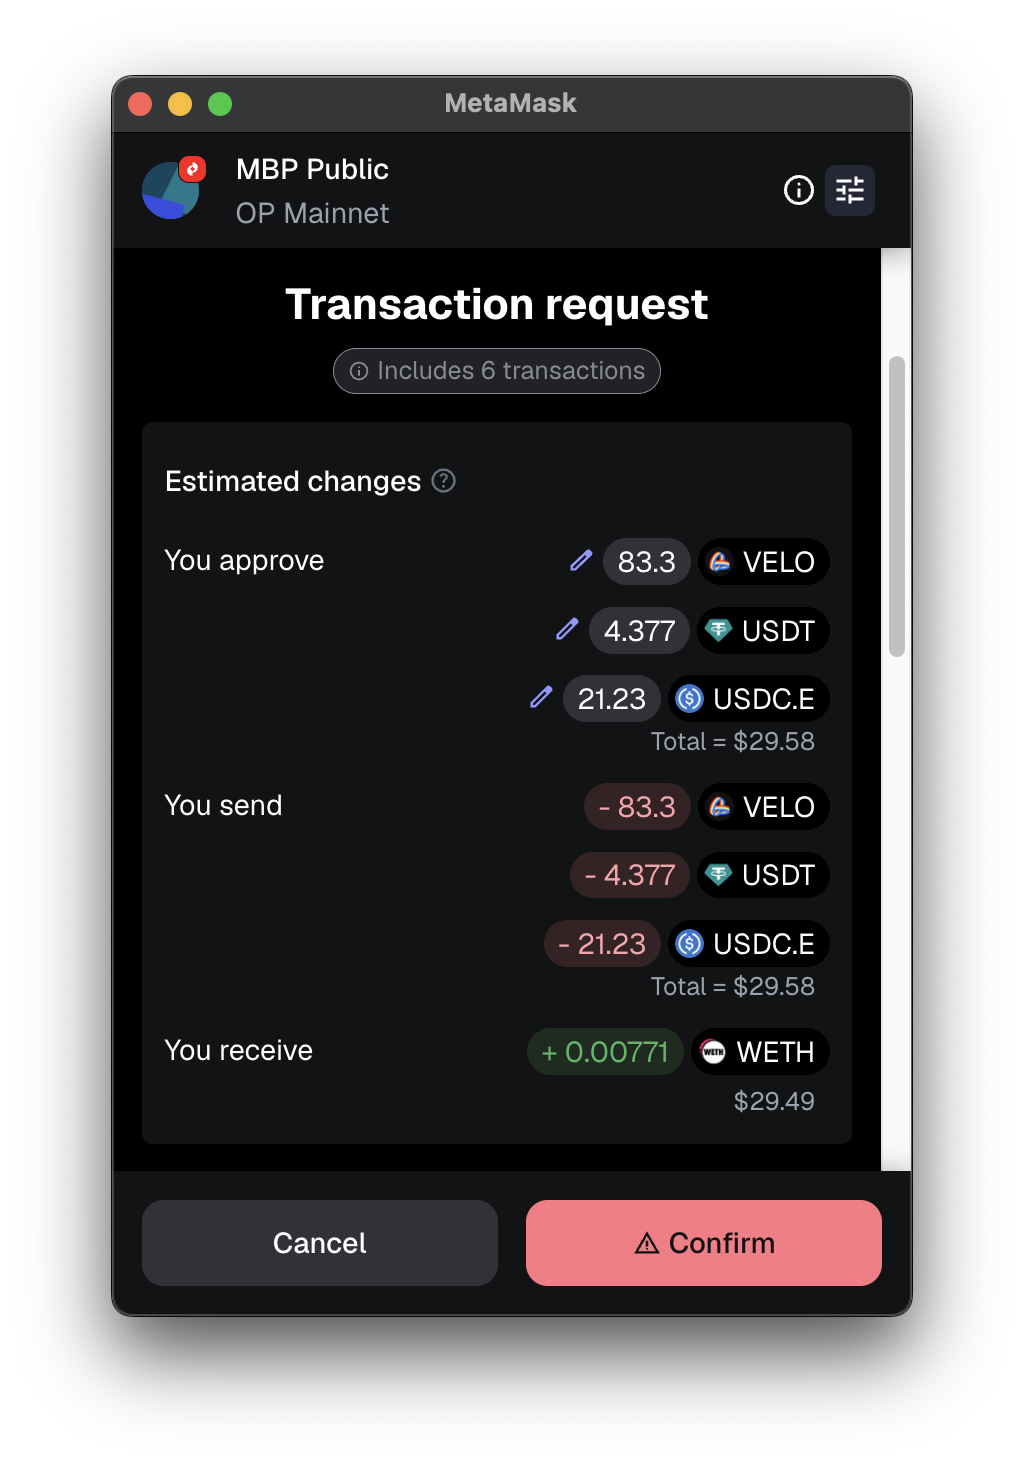 MetaMask
MBP Public
OP Mainnet
Transaction request
Includes 6 transactions
Estimated changes
You approve 83.3 VELO
4.377 USDT
21.23 USDC.E
Total = $29.58
You send - 83.3 VELO
- 4.377 USDT
- 21.23 USDC.E
Total = $29.58
You receive + 0.00771 WETH WETH
$29.49
Cancel Confirm